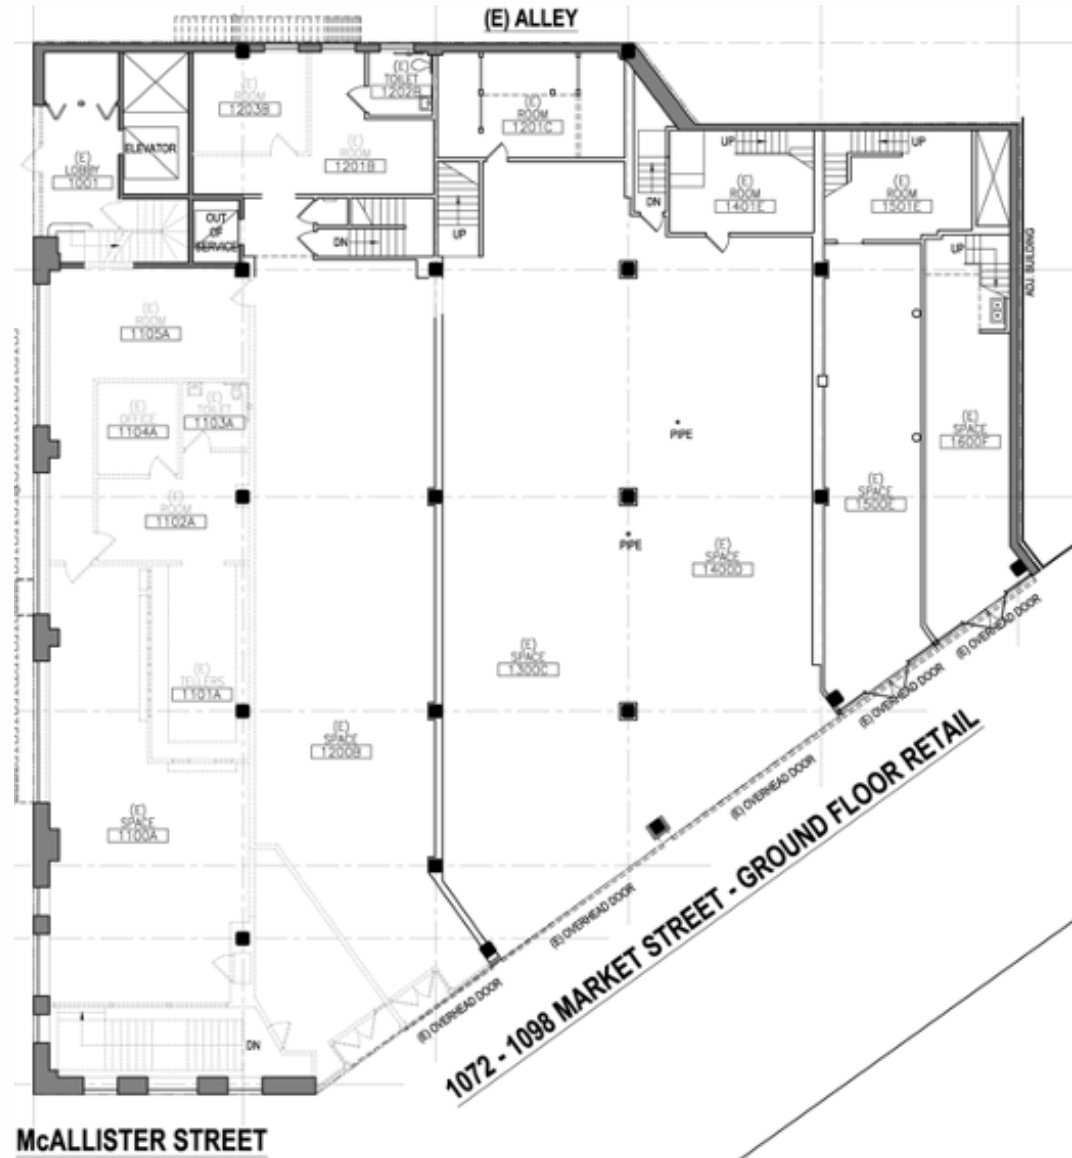 (E) ALLEY
(E)
ROOM
1203B
(E)
TOILET
1202B
(E)
ROOM
1201C
ELEVATOR
(E)
LOBBY
1001
(E)
ROOM
1201B
UP
UP
(E)
ROOM
1401E
(E)
ROOM
1501E
OUT
OF
SERVICE
DN
UP
DN
UP
ADJ. BUILDING
(E)
ROOM
1105A
(E)
OFFICE
1104A
(E)
TOILET
1103A
PIPE
(E)
SPACE
1600F
(E)
ROOM
1102A
(E)
SPACE
1500E
PIPE
(E)
SPACE
1400D
(E)
SPACE
1300C
(E)
TELLERS
1101A
(E)
SPACE
1200B
(E)
SPACE
1100A
(E) OVERHEAD DOOR
(E) OVERHEAD DOOR
(E) OVERHEAD DOOR
(E) OVERHEAD DOOR
(E) OVERHEAD DOOR
1072 - 1098 MARKET STREET - GROUND FLOOR RETAIL
DN
McALLISTER STREET